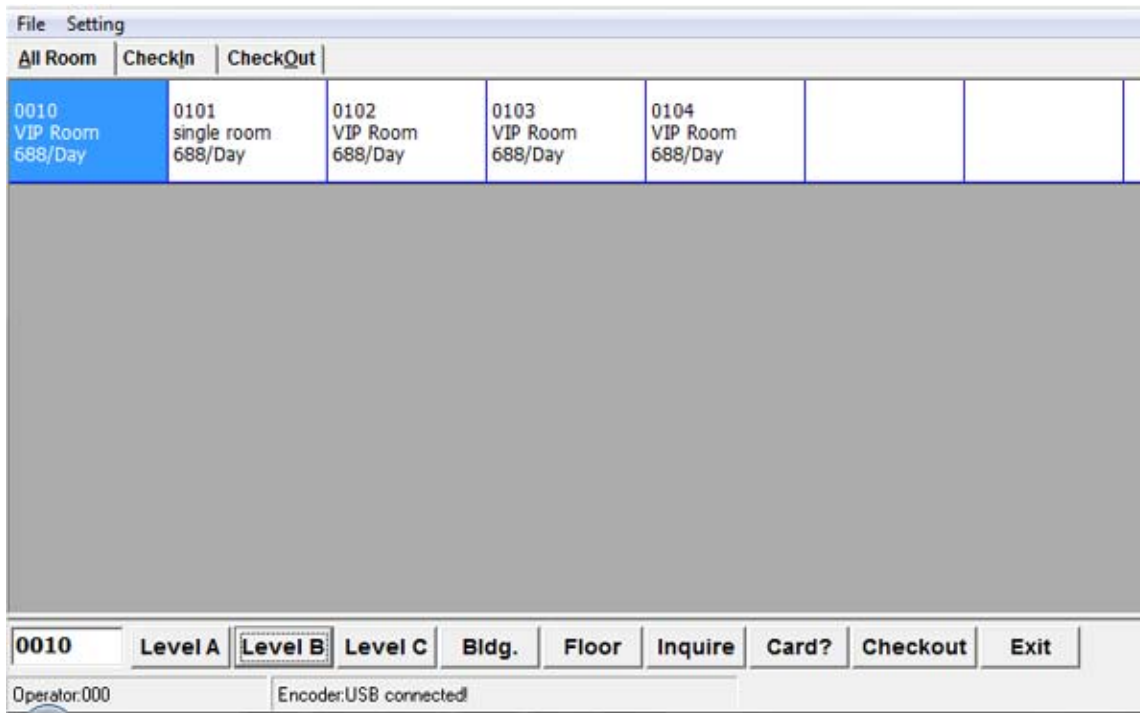 File Setting
All Room CheckIn CheckOut
0010 0101 0102 0103 0104
VIP Room single room VIP Room VIP Room VIP Room
688/Day 688/Day 688/Day 688/Day 688/Day
0010 Level A Level B Level C Bldg. Floor Inquire Card? Checkout Exit
Operator:000 Encoder:USB connected!